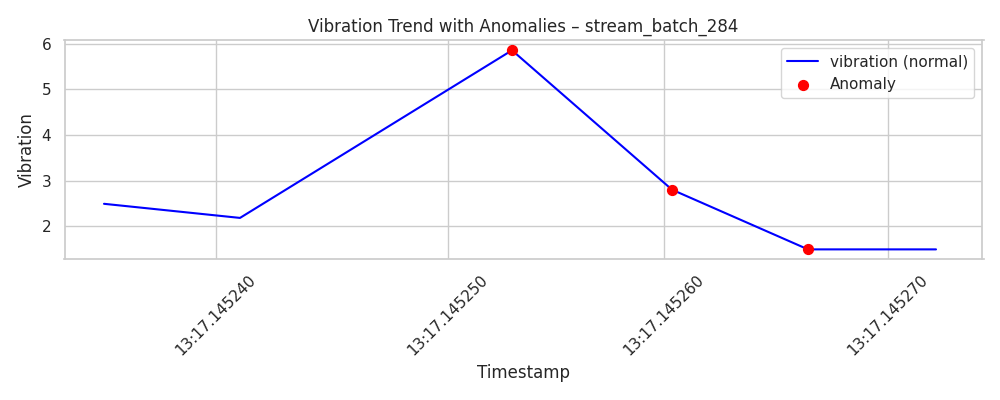 Vibration Trend with Anomalies – stream_batch_284
vibration (normal)
Anomaly
Vibration
6
5
4
3
2
13:17.145240
13:17.145250
13:17.145260
13:17.145270
Timestamp